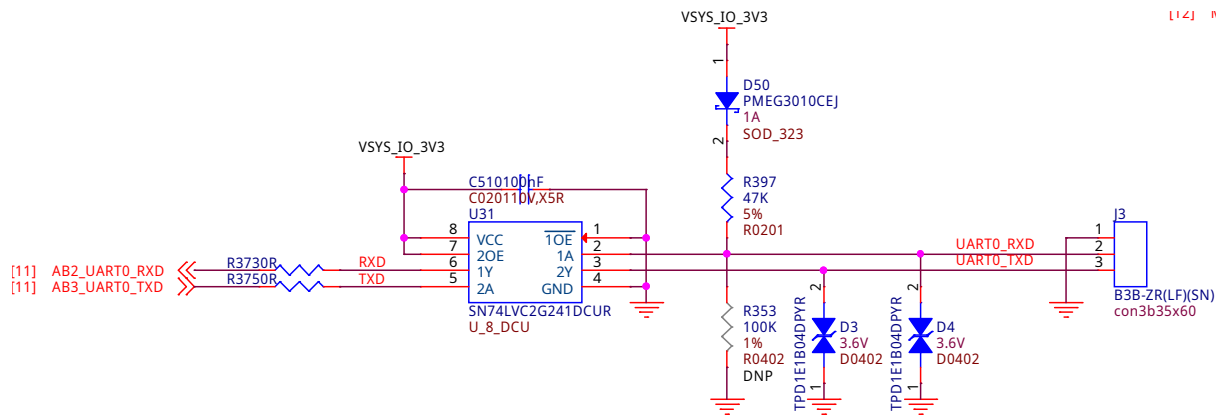 VSYS_IO_3V3
[12]
1
D50
PMEG3010CEJ
1A
SOD_323
2
VSYS_IO_3V3
C510100nF
C020110V,X5R
U31
R397
47K
5%
R0201
8
VCC
1OE
1
7
2OE
1A
2
6
1Y
2Y
3
5
2A
GND
4
SN74LVC2G241DCUR
U_8_DCU
[11] AB2_UART0_RXD
R3730R
RXD
[11] AB3_UART0_TXD
R3750R
TXD
UART0_RXD
UART0_TXD
J3
1
2
3
B3B-ZR(LF)(SN)
con3b35x60
R353
100K
1%
R0402
DNP
2
TPD1E1B04DPYR
D3
3.6V
D0402
1
2
TPD1E1B04DPYR
D4
3.6V
D0402
1